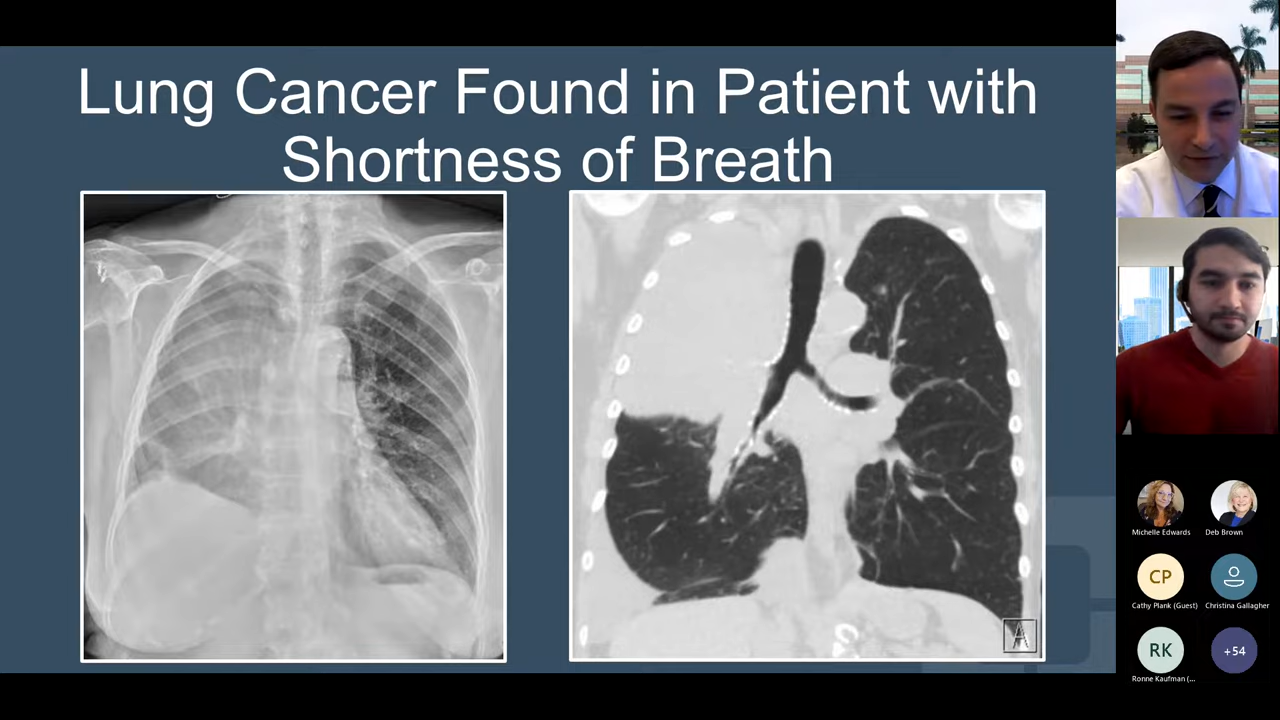 Lung Cancer Found in Patient with
Shortness of Breath
A
Michelle Edwards
Deb Brown
CP
Cathy Plank (Guest)
Christina Gallagher
RK
+54
Ronne Kaufman (...